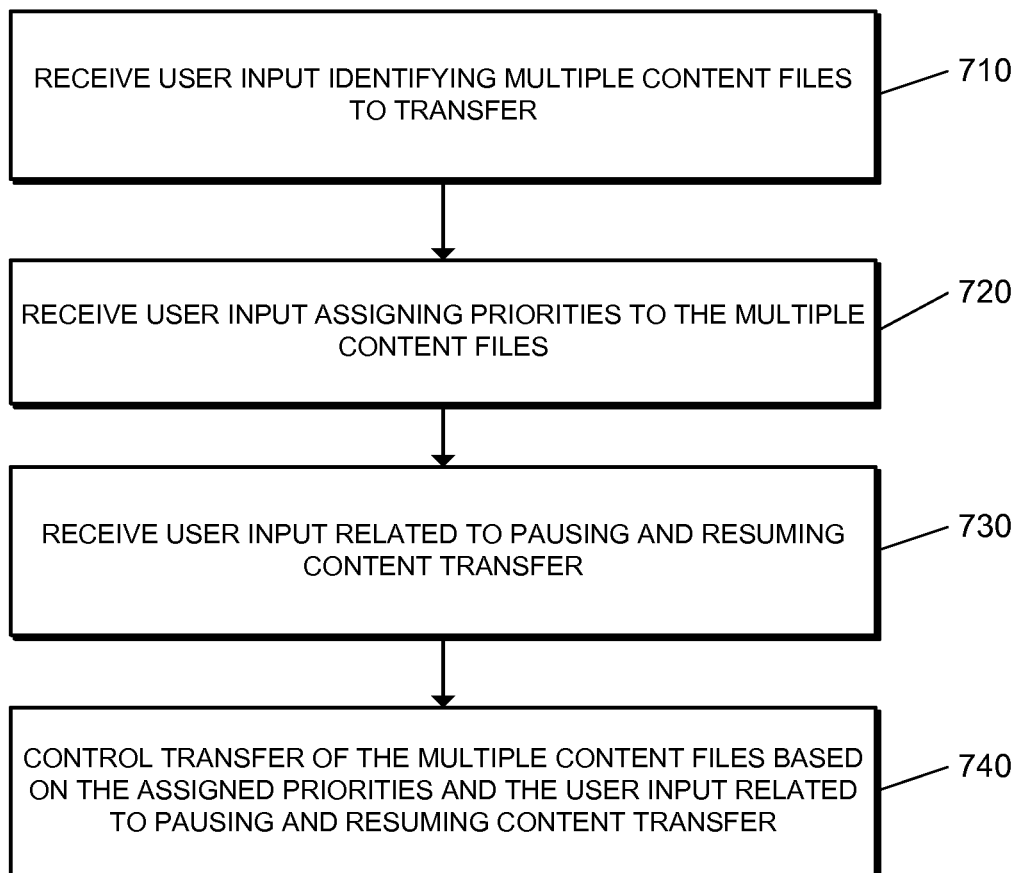 RECEIVE USER INPUT IDENTIFYING MULTIPLE CONTENT FILES
TO TRANSFER
710
RECEIVE USER INPUT ASSIGNING PRIORITIES TO THE MULTIPLE
CONTENT FILES
720
RECEIVE USER INPUT RELATED TO PAUSING AND RESUMING
CONTENT TRANSFER
730
CONTROL TRANSFER OF THE MULTIPLE CONTENT FILES BASED
ON THE ASSIGNED PRIORITIES AND THE USER INPUT RELATED
TO PAUSING AND RESUMING CONTENT TRANSFER
740